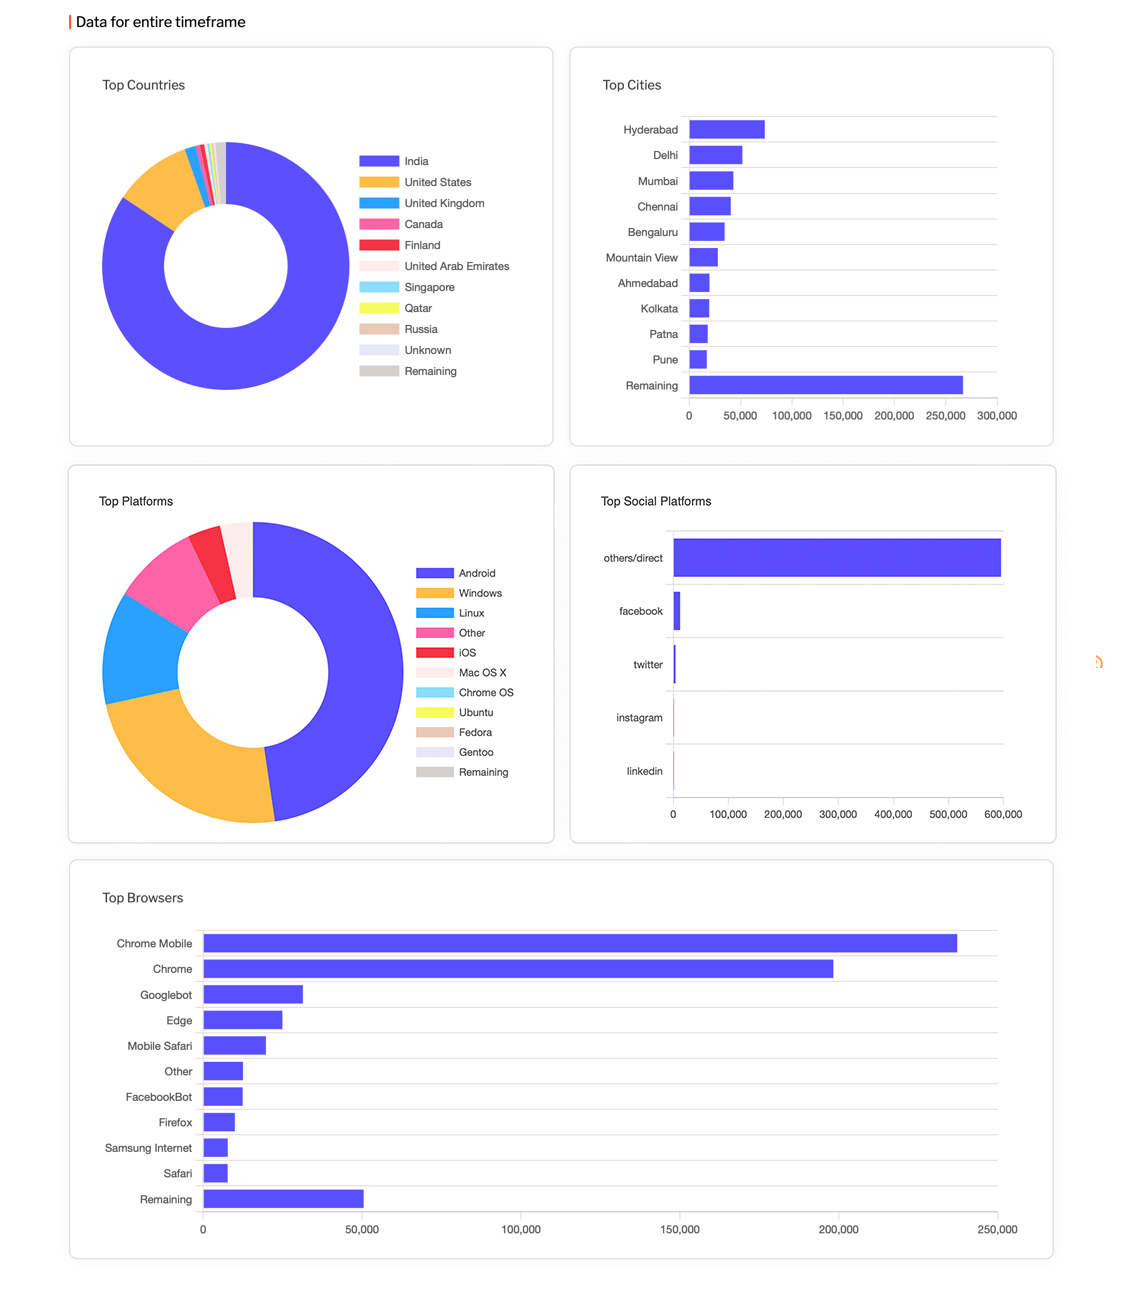 Data for entire timeframe
Top Countries
India
United States
United Kingdom
Canada
Finland
United Arab Emirates
Singapore
Qatar
Russia
Unknown
Remaining
Top Cities
Hyderabad
Delhi
Mumbai
Chennai
Bengaluru
Mountain View
Ahmedabad
Kolkata
Patna
Pune
Remaining
0 50,000 100,000 150,000 200,000 250,000 300,000
Top Platforms
Android
Windows
Linux
Other
iOS
Mac OS X
Chrome OS
Ubuntu
Fedora
Gentoo
Remaining
Top Social Platforms
others/direct
facebook
twitter
instagram
linkedin
0 100,000 200,000 300,000 400,000 500,000 600,000
Top Browsers
Chrome Mobile
Chrome
Googlebot
Edge
Mobile Safari
Other
FacebookBot
Firefox
Samsung Internet
Safari
Remaining
0 50,000 100,000 150,000 200,000 250,000